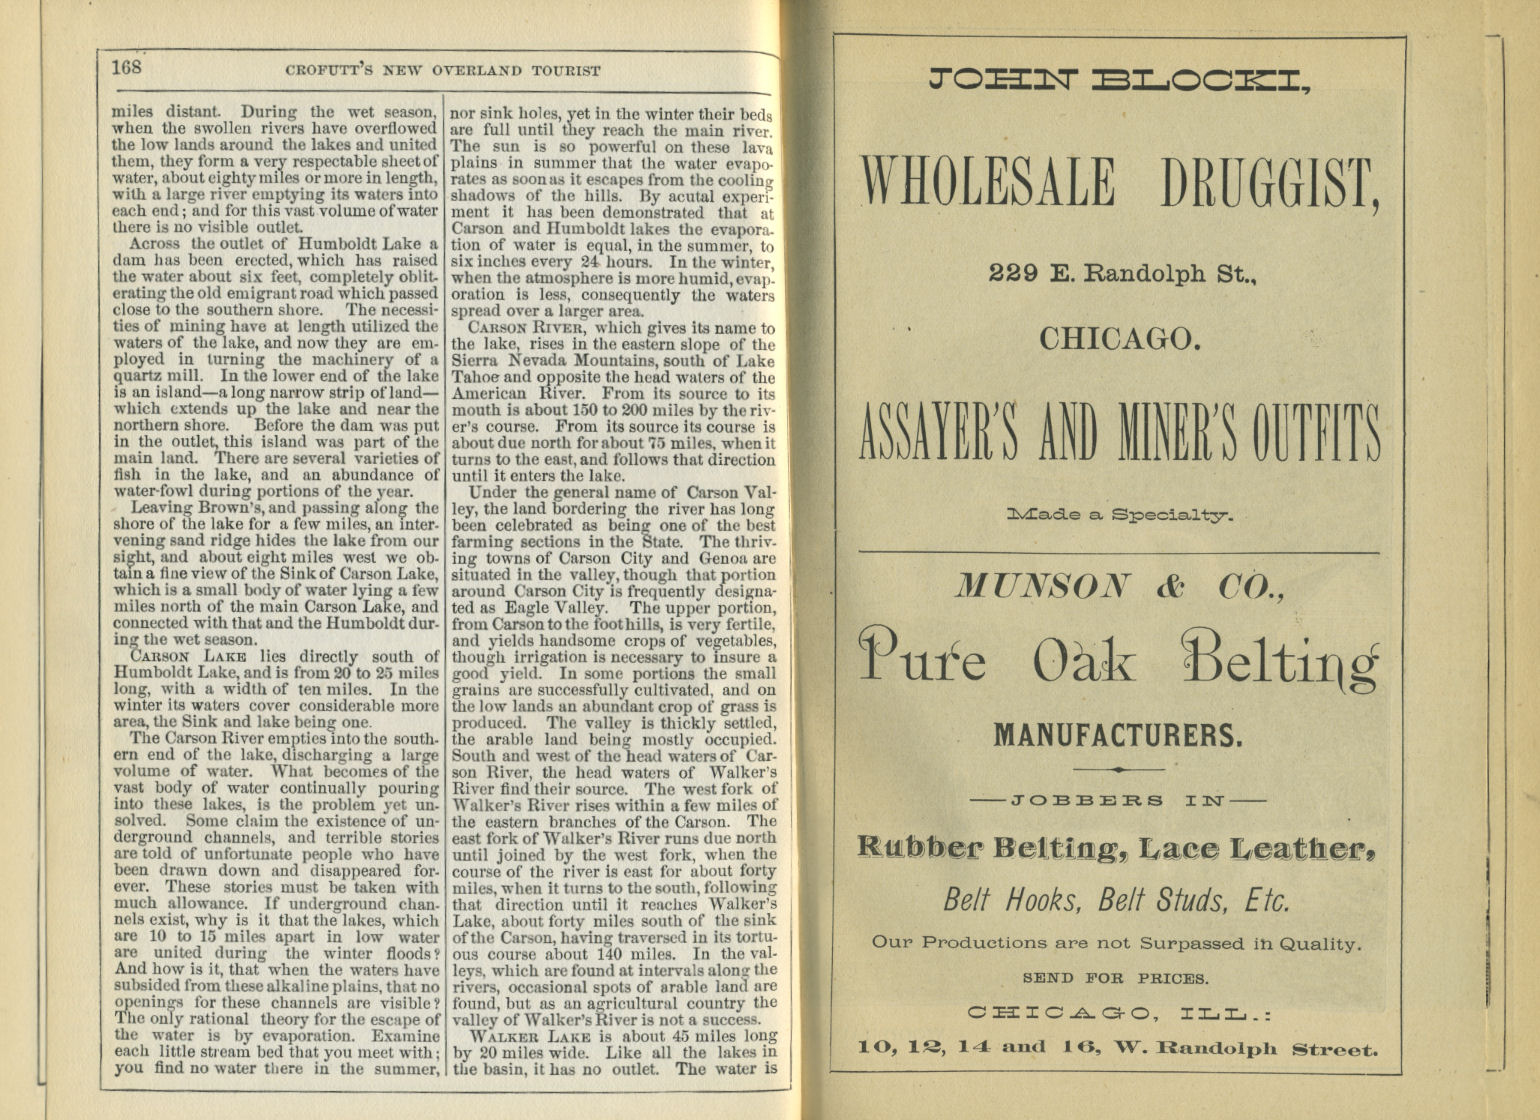 168
CROFUTT'S NEW OVERLAND TOURIST
miles distant. During the wet season,
when the swollen rivers have overflowed
the low lands around the lakes and united
them, they form a very respectable sheet of
water, about eighty miles or more in length,
with a large river emptying its waters into
each end; and for this vast volume of water
there is no visible outlet.
Across the outlet of Humboldt Lake a
dam has been erected, which has raised
the water about six feet, completely oblit-
erating the old emigrant road which passed
close to the southern shore. The necessi-
ties of mining have at length utilized the
waters of the lake, and now they are em-
ployed in turning the machinery of a
quartz mill. In the lower end of the lake
is an island—a long narrow strip of land—
which extends up the lake and near the
northern shore. Before the dam was put
in the outlet, this island was part of the
main land. There are several varieties of
fish in the lake, and an abundance of
water-fowl during portions of the year.
Leaving Brown's, and passing along the
shore of the lake for a few miles, an inter-
vening sand ridge hides the lake from our
sight, and about eight miles west we ob-
tain a fine view of the Sink of Carson Lake,
which is a small body of water lying a few
miles north of the main Carson Lake, and
connected with that and the Humboldt dur-
ing the wet season.
CARSON LAKE lies directly south of
Humboldt Lake, and is from 20 to 25 miles
long, with a width of ten miles. In the
winter its waters cover considerable more
area, the Sink and lake being one.
The Carson River empties into the south-
ern end of the lake, discharging a large
volume of water. What becomes of the
vast body of water continually pouring
into these lakes, is the problem yet un-
solved. Some claim the existence of un-
derground channels, and terrible stories
are told of unfortunate people who have
been drawn down and disappeared for-
ever. These stories must be taken with
much allowance. If underground chan-
nels exist, why is it that the lakes, which
are 10 to 15 miles apart in low water
are united during the winter floods?
And how is it, that when the waters have
subsided from these alkaline plains, that no
openings for these channels are visible?
The only rational theory for the escape of
the water is by evaporation. Examine
each little stream bed that you meet with;
you find no water there in the summer,
nor sink holes, yet in the winter their beds
are full until they reach the main river.
The sun is so powerful on these lava
plains in summer that the water evapo-
rates as soon as it escapes from the cooling
shadows of the hills. By acutal experi-
ment it has been demonstrated that at
Carson and Humboldt lakes the evapora-
tion of water is equal, in the summer, to
six inches every 24 hours. In the winter,
when the atmosphere is more humid, evap-
oration is less, consequently the waters
spread over a larger area.
CARSON RIVER, which gives its name to
the lake, rises in the eastern slope of the
Sierra Nevada Mountains, south of Lake
Tahoe and opposite the head waters of the
American River. From its source to its
mouth is about 150 to 200 miles by the riv-
er's course. From its source its course is
about due north for about 75 miles, when it
turns to the east, and follows that direction
until it enters the lake.
Under the general name of Carson Val-
ley, the land bordering the river has long
been celebrated as being one of the best
farming sections in the State. The thriv-
ing towns of Carson City and Genoa are
situated in the valley, though that portion
around Carson City is frequently designa-
ted as Eagle Valley. The upper portion,
from Carson to the foothills, is very fertile,
and yields handsome crops of vegetables,
though irrigation is necessary to insure a
good yield. In some portions the small
grains are successfully cultivated, and on
the low lands an abundant crop of grass is
produced. The valley is thickly settled,
the arable land being mostly occupied.
South and west of the head waters of Car-
son River, the head waters of Walker's
River find their source. The west fork of
Walker's River rises within a few miles of
the eastern branches of the Carson. The
east fork of Walker's River runs due north
until joined by the west fork, when the
course of the river is east for about forty
miles, when it turns to the south, following
that direction until it reaches Walker's
Lake, about forty miles south of the sink
of the Carson, having traversed in its tortu-
ous course about 140 miles. In the val-
leys, which are found at intervals along the
rivers, occasional spots of arable land are
found, but as an agricultural country the
valley of Walker's River is not a success.
WALKER LAKE is about 45 miles long
by 20 miles wide. Like all the lakes in
the basin, it has no outlet. The water is
JOHN BLOCKI,
WHOLESALE DRUGGIST,
229 E. Randolph St.,
CHICAGO.
ASSAYER'S AND MINER'S OUTFITS
Made a Specialty.
MUNSON & CO.,
Pure Oak Belting
MANUFACTURERS.
—JOBBERS IN—
Rubber Belting, Lace Leather,
Belt Hooks, Belt Studs, Etc.
Our Productions are not Surpassed in Quality.
SEND FOR PRICES.
CHICAGO, ILL.:
10, 12, 14 and 16, W. Randolph Street.